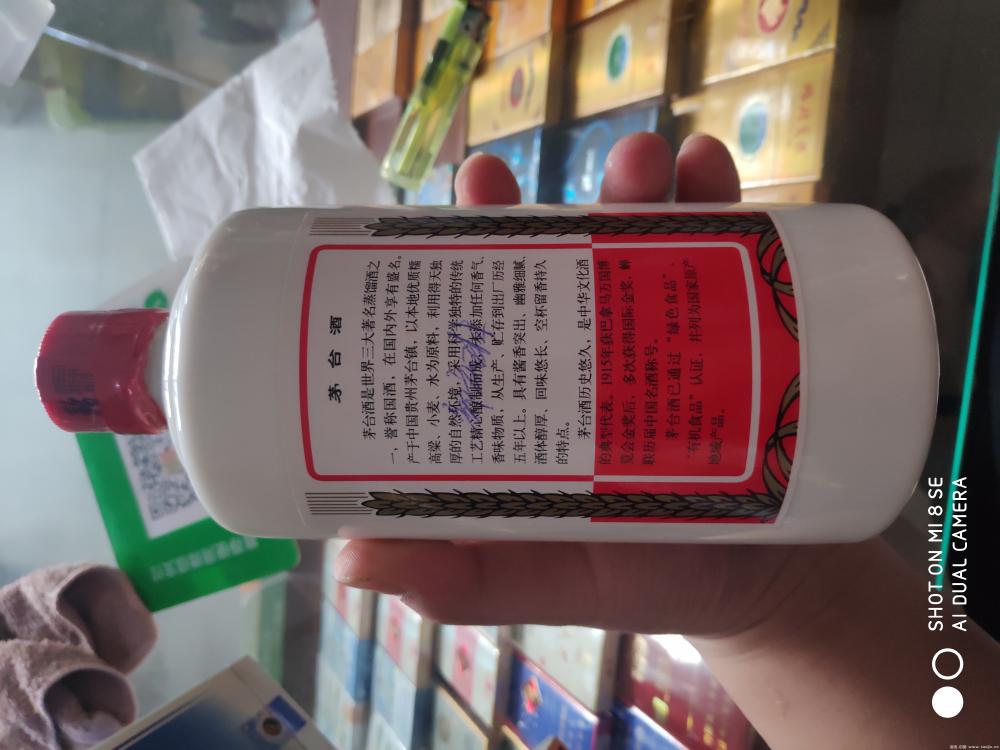 茅台酒
茅台酒是世界三大著名蒸馏酒之
一，誉称国酒，在国内外享有盛名。
产于中国贵州茅台镇，以本地优质糯
高粱、小麦、水为原料，利用得天独
厚的自然环境，采用科学独特的传统
工艺精心酿制而成，未添加任何香气
香味物质，从生产、贮存到出厂历经
五年以上。具有酱香突出、幽雅细腻、
酒体醇厚、回味悠长、空杯留香持久
的特点。
茅台酒历史悠久，是中华文化酒
的典型代表。1915年获巴拿马万国博
览会金奖后，多次获得国际金奖，蝉
联历届中国名酒称号。
茅台酒已通过“绿色食品”、
“有机食品”认证，并列为国家原产
地域产品。
SHOT ON MI 8 SE
AI DUAL CAMERA